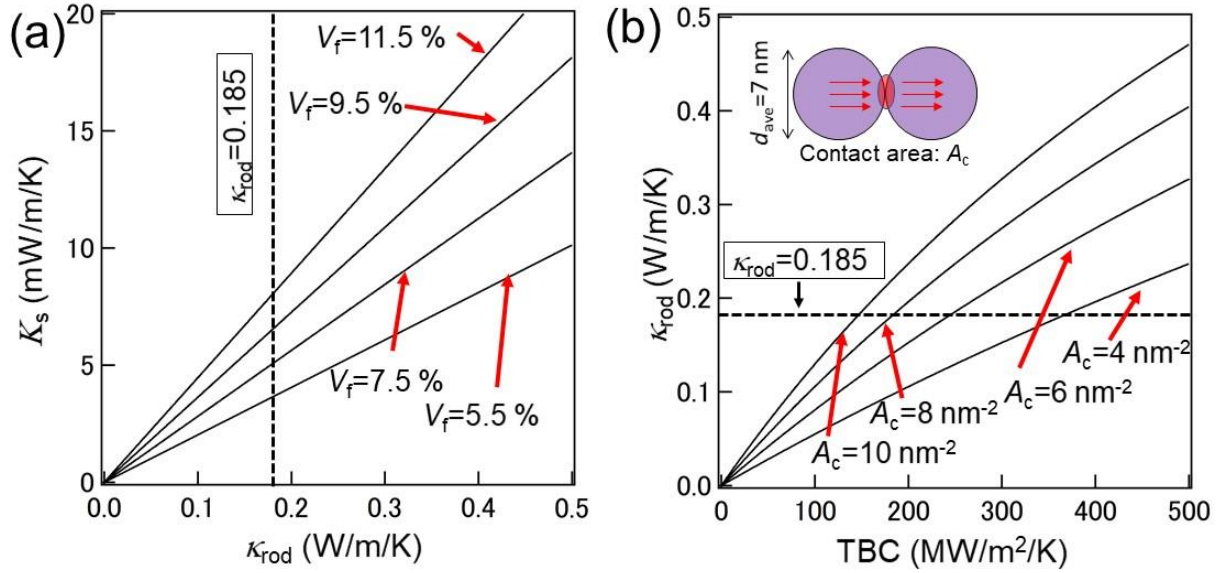 (a)
20
15
10
5
0
Kₛ (mW/m/K)
V_f=11.5 %
V_f=9.5 %
κ_rod=0.185
V_f=7.5 %
V_f=5.5 %
0.0 0.1 0.2 0.3 0.4 0.5
κ_rod (W/m/K)
(b)
0.5
0.4
0.3
0.2
0.1
0.0
κ_rod (W/m/K)
d_ave=7 nm
Contact area: A_c
κ_rod=0.185
A_c=4 nm⁻²
A_c=6 nm⁻²
A_c=8 nm⁻²
A_c=10 nm⁻²
0 100 200 300 400 500
TBC (MW/m²/K)